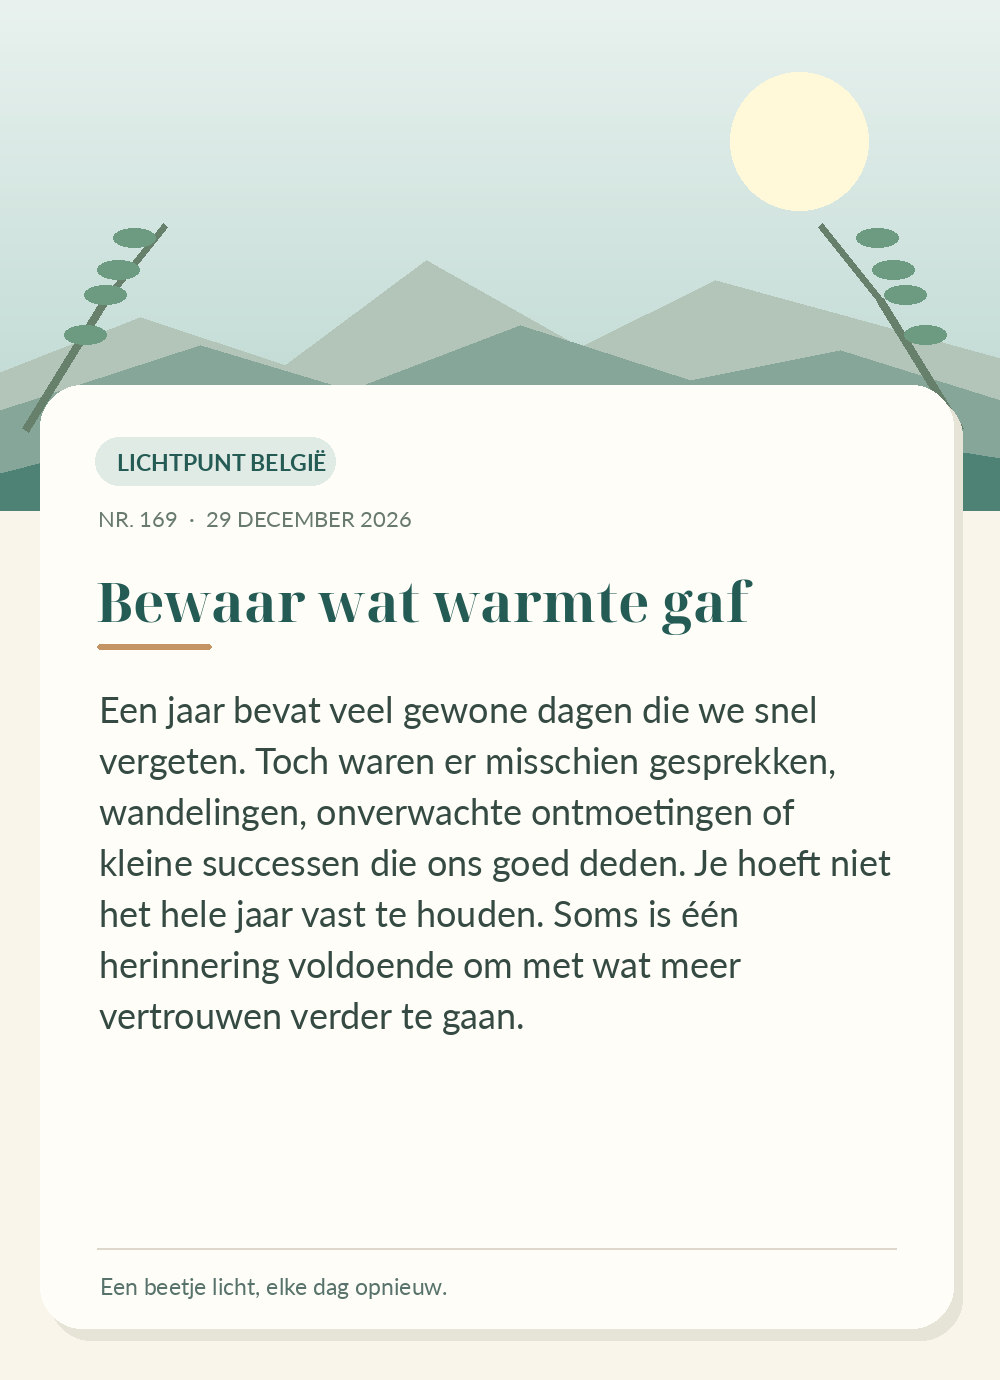 LICHTPUNT BELGIË
NR. 169 · 29 DECEMBER 2026
Bewaar wat warmte gaf
Een jaar bevat veel gewone dagen die we snel
vergeten. Toch waren er misschien gesprekken,
wandelingen, onverwachte ontmoetingen of
kleine successen die ons goed deden. Je hoeft niet
het hele jaar vast te houden. Soms is één
herinnering voldoende om met wat meer
vertrouwen verder te gaan.
Een beetje licht, elke dag opnieuw.